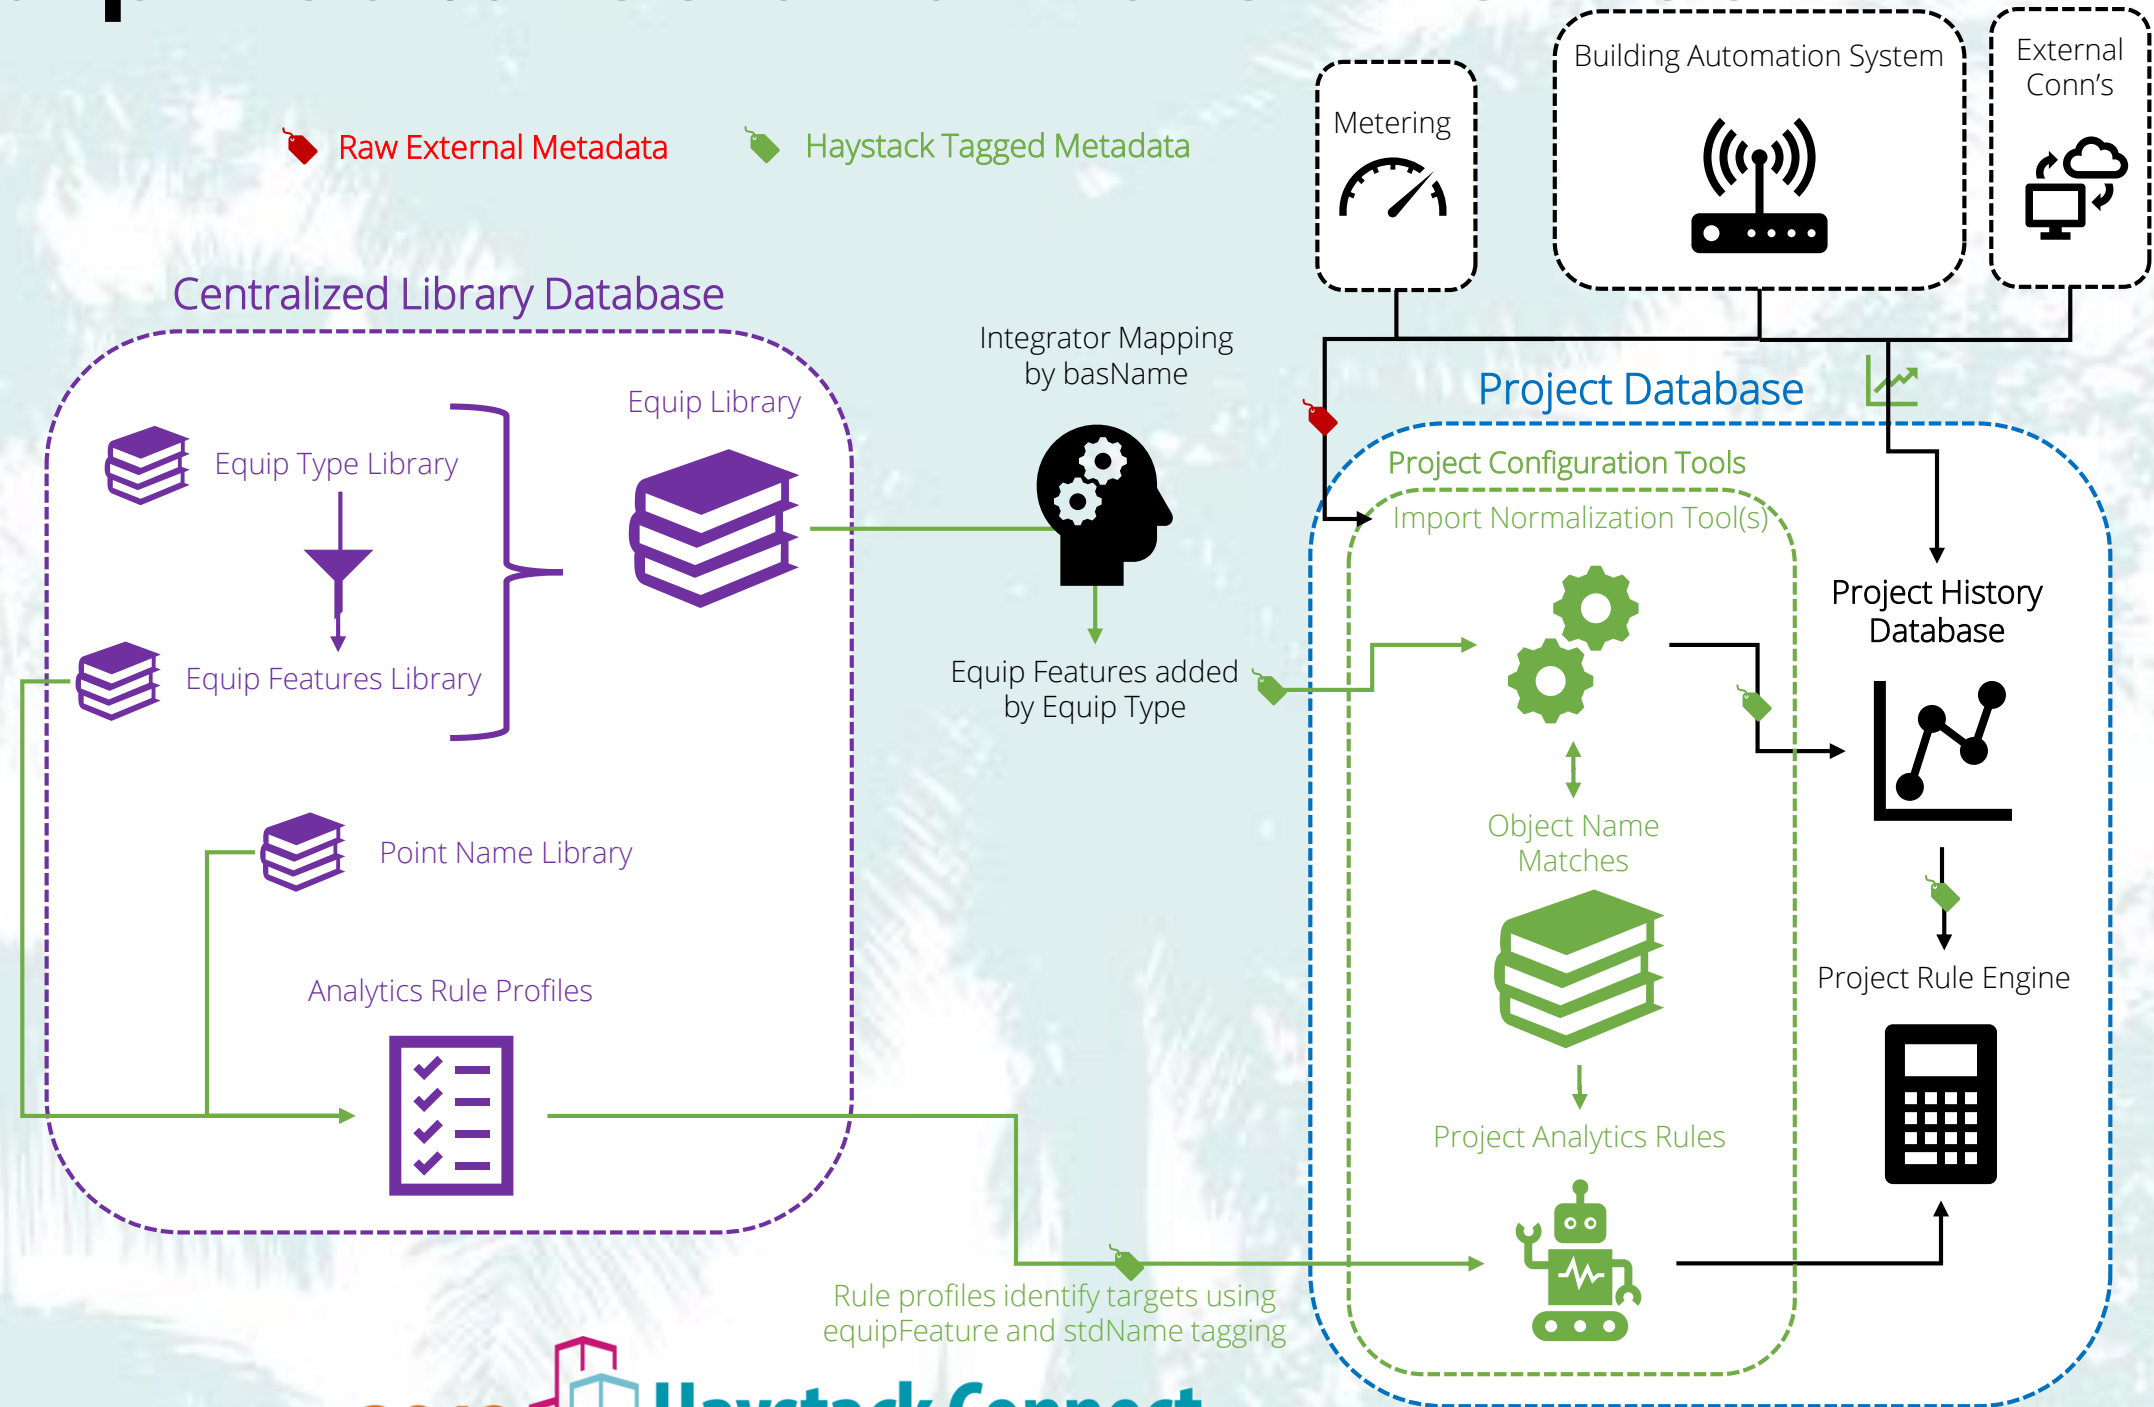 Building Automation System
External
Conn's
Metering
Raw External Metadata
Haystack Tagged Metadata
Centralized Library Database
Integrator Mapping
by basName
Project Database
Equip Library
Equip Type Library
Project Configuration Tools
Import Normalization Tool(s)
Project History
Database
Equip Features Library
Equip Features added
by Equip Type
Object Name
Matches
Point Name Library
Analytics Rule Profiles
Project Rule Engine
Project Analytics Rules
Rule profiles identify targets using
equipFeature and stdName tagging
Haystack Connect